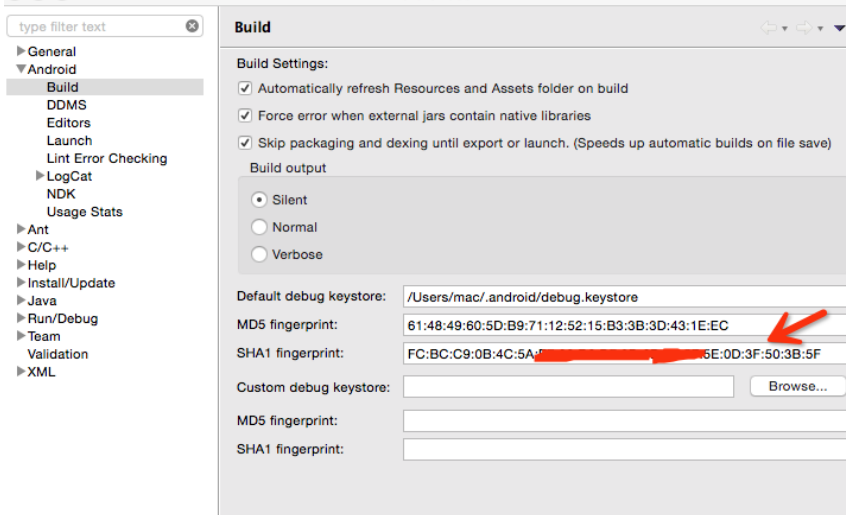 type filter text
General
Android
Build
DDMS
Editors
Launch
Lint Error Checking
LogCat
NDK
Usage Stats
Ant
C/C++
Help
Install/Update
Java
Run/Debug
Team
Validation
XML
Build
Build Settings:
Automatically refresh Resources and Assets folder on build
Force error when external jars contain native libraries
Skip packaging and dexing until export or launch. (Speeds up automatic builds on file save)
Build output
Silent
Normal
Verbose
Default debug keystore: /Users/mac/.android/debug.keystore
MD5 fingerprint: 61:48:49:60:5D:B9:71:12:52:15:B3:3B:3D:43:1E:EC
SHA1 fingerprint: FC:BC:C9:0B:4C:5A: 5E:0D:3F:50:3B:5F
Custom debug keystore: Browse...
MD5 fingerprint:
SHA1 fingerprint: